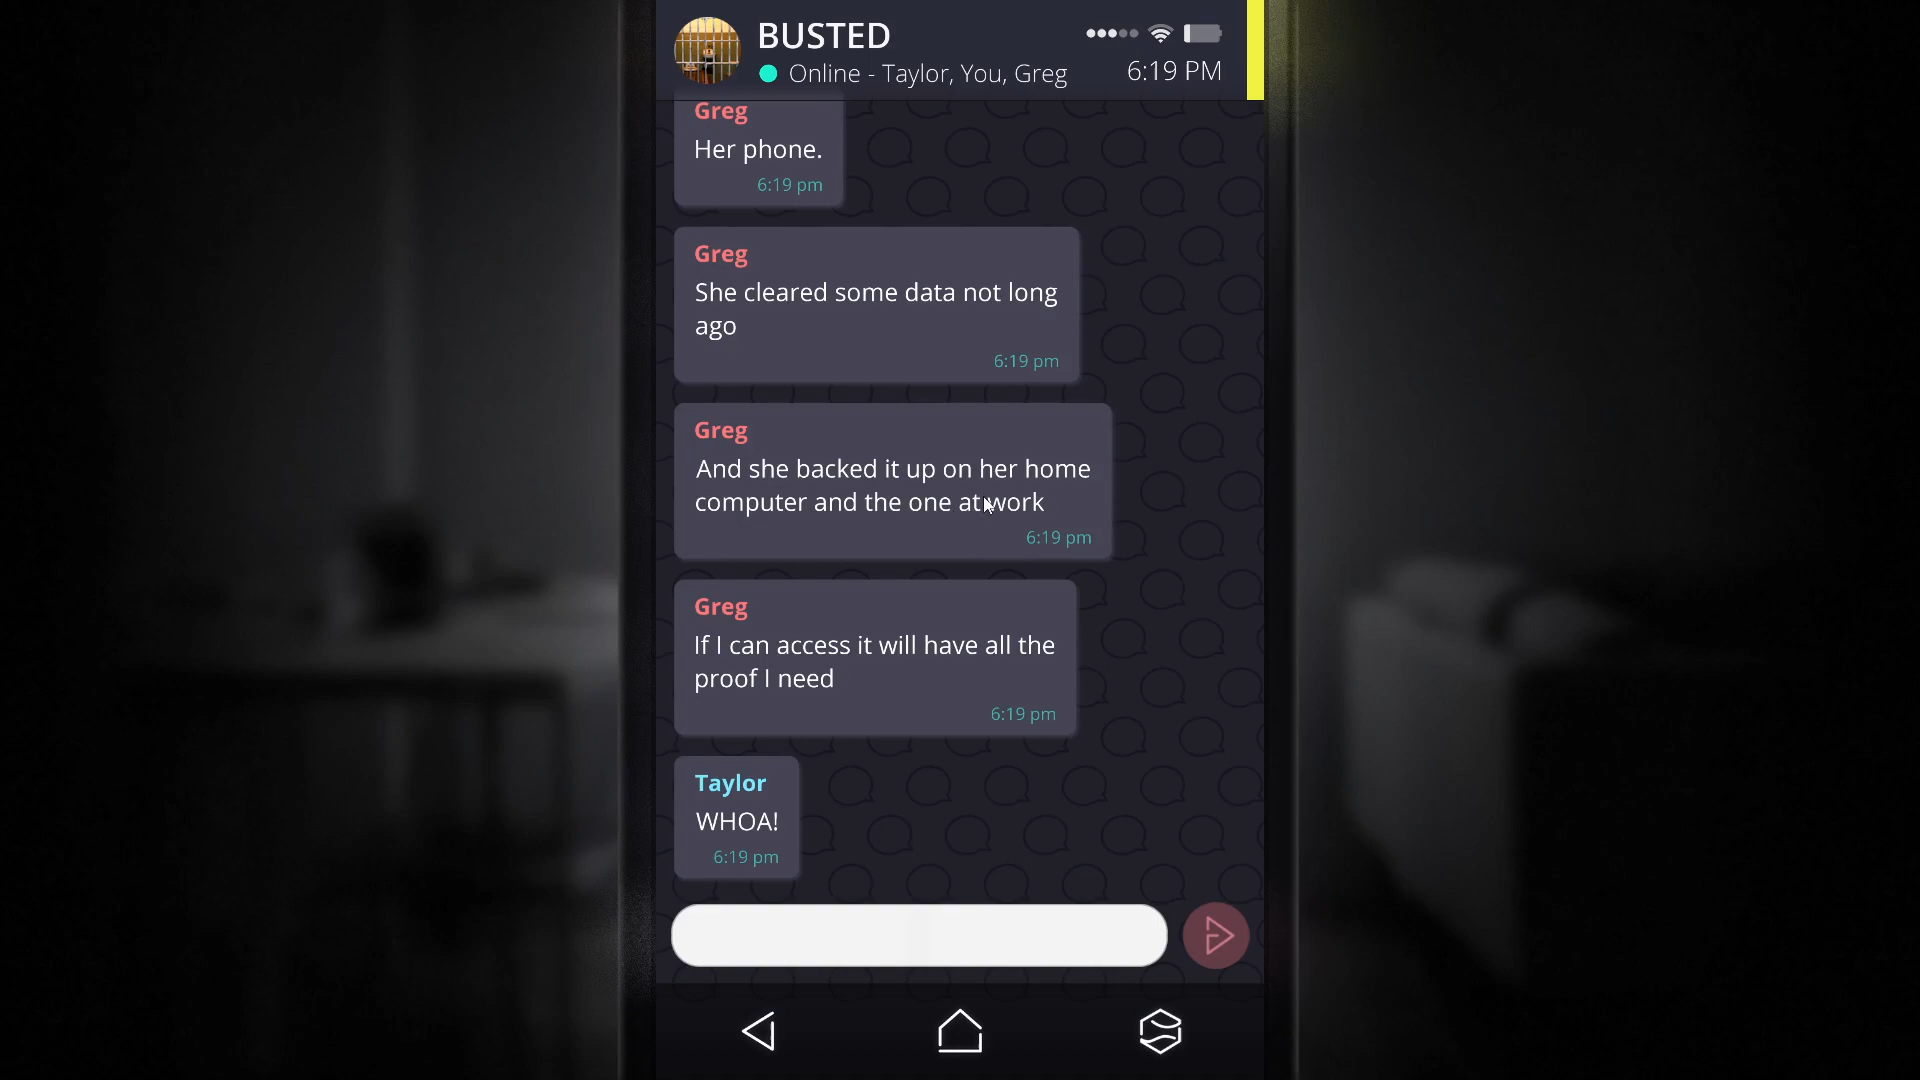 BUSTED
Online - Taylor, You, Greg
6:19 PM
Greg
Her phone.
6:19 pm
Greg
She cleared some data not long
ago
6:19 pm
Greg
And she backed it up on her home
computer and the one at work
6:19 pm
Greg
If I can access it will have all the
proof I need
6:19 pm
Taylor
WHOA!
6:19 pm